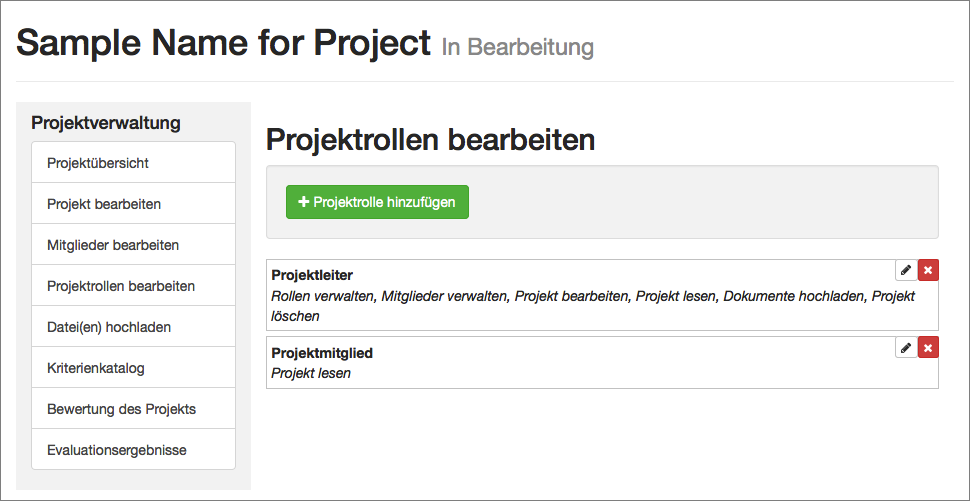 Sample Name for Project In Bearbeitung
Projektverwaltung
Projektübersicht
Projekt bearbeiten
Mitglieder bearbeiten
Projektrollen bearbeiten
Datei(en) hochladen
Kriterienkatalog
Bewertung des Projekts
Evaluationsergebnisse
Projektrollen bearbeiten
Projektrolle hinzufügen
Projektleiter
Rollen verwalten, Mitglieder verwalten, Projekt bearbeiten, Projekt lesen, Dokumente hochladen, Projekt
löschen
Projektmitglied
Projekt lesen